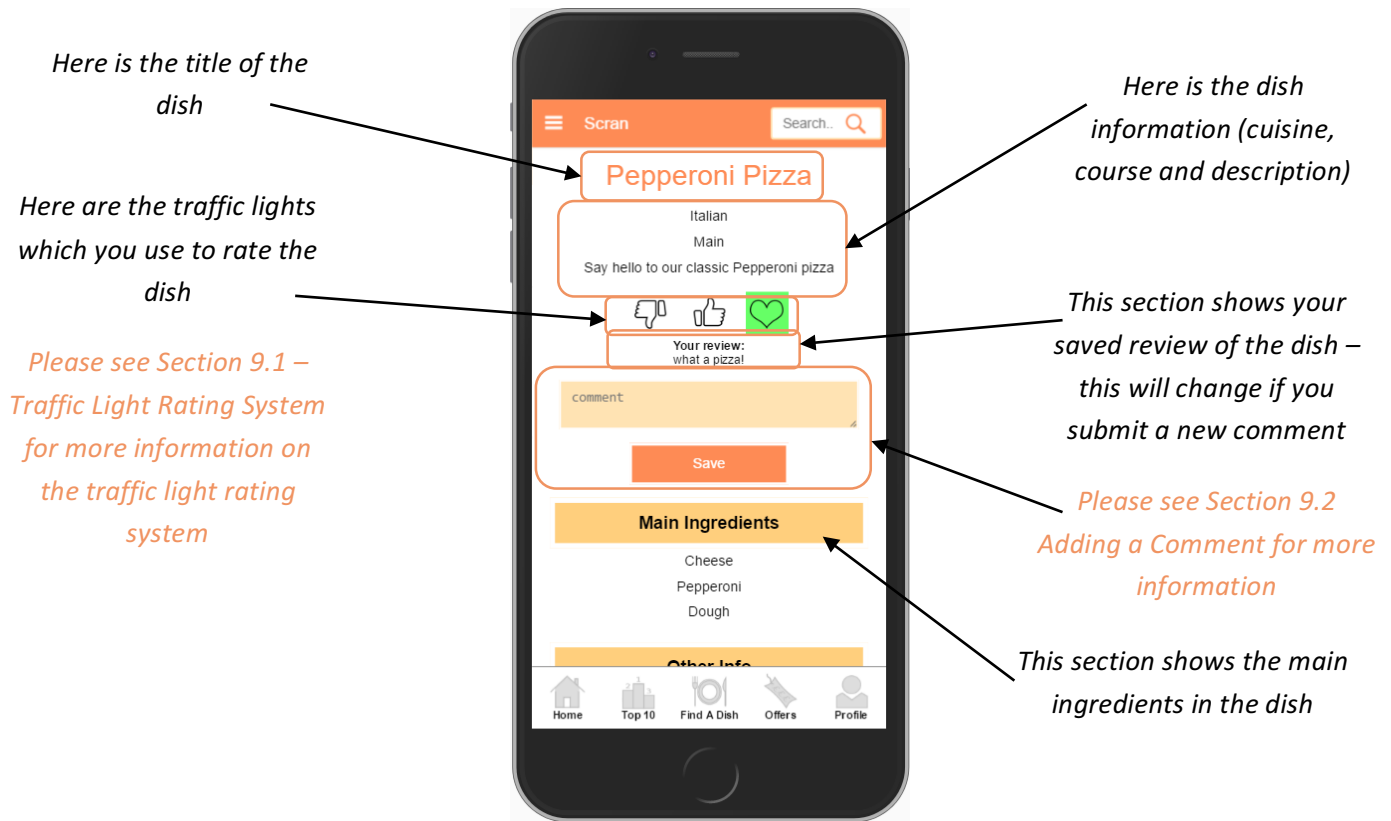 Here is the title of the
dish
Here are the traffic lights
which you use to rate the
dish
Please see Section 9.1 –
Traffic Light Rating System
for more information on
the traffic light rating
system
Scran
Search..
Pepperoni Pizza
Italian
Main
Say hello to our classic Pepperoni pizza
Your review:
what a pizza!
comment
Save
Main Ingredients
Cheese
Pepperoni
Dough
Other Info
2 1 3
Home
Top 10
Find A Dish
Offers
Profile
Here is the dish
information (cuisine,
course and description)
This section shows your
saved review of the dish –
this will change if you
submit a new comment
Please see Section 9.2
Adding a Comment for more
information
This section shows the main
ingredients in the dish